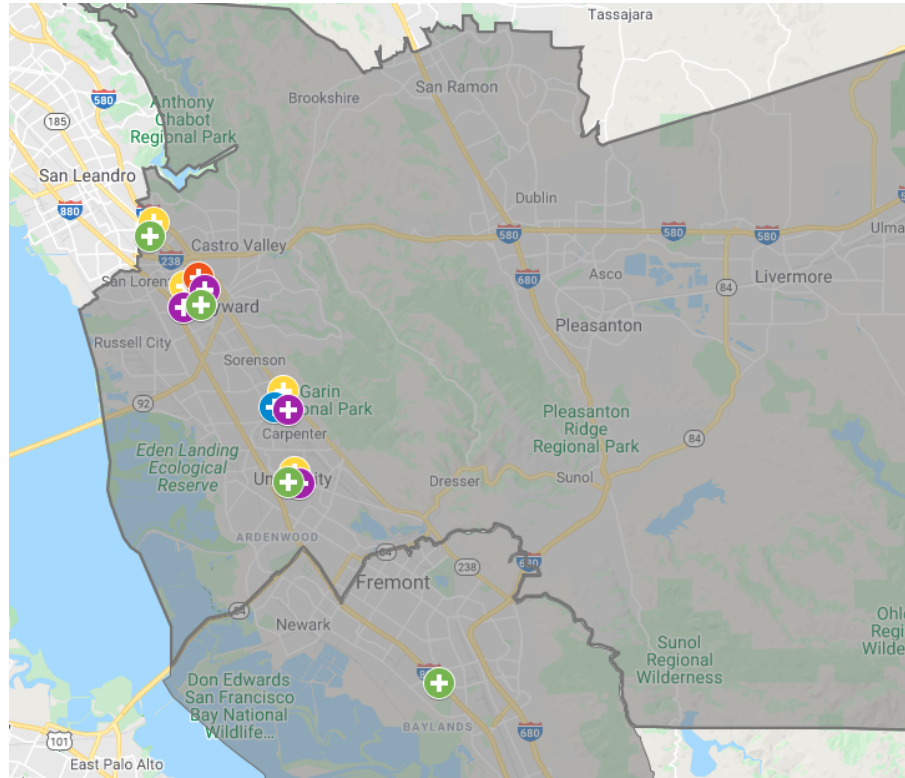 Tassajara
San Ramon
Brookshire
580
Anthony
Chabot
Regional Park
185
San Leandro
Dublin
880
580
580
580
Ulma
Castro Valley
238
Asco
Livermore
San Loren
680
84
yward
Pleasanton
Russell City
Sorenson
92
Garin
onal Park
Pleasanton
Ridge
Regional Park
Carpenter
84
Eden Landing
Ecological
Reserve
Dresser
Sunol
Un
ity
ARDENWOOD
84
238
680
Fremont
84
Newark
Ohl
Regi
Wilde
Sunol
Regional
Wilderness
Don Edwards
San Francisco
Bay National
Wildlife...
BAYLANDS
680
101
East Palo Alto